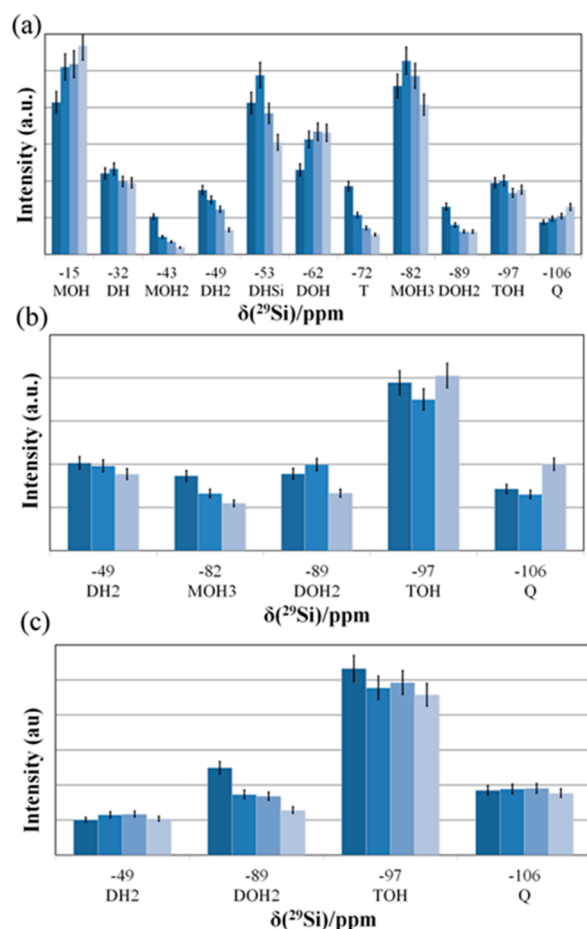 (a)
Intensity (a.u.)
-15 -32 -43 -49 -53 -62 -72 -82 -89 -97 -106
MOH DH MOH2 DH2 DHSi DOH T MOH3 DOH2 TOH Q
δ(²⁹Si)/ppm
(b)
Intensity (a.u.)
-49 -82 -89 -97 -106
DH2 MOH3 DOH2 TOH Q
δ(²⁹Si)/ppm
(c)
Intensity (au)
-49 -89 -97 -106
DH2 DOH2 TOH Q
δ(²⁹Si)/ppm